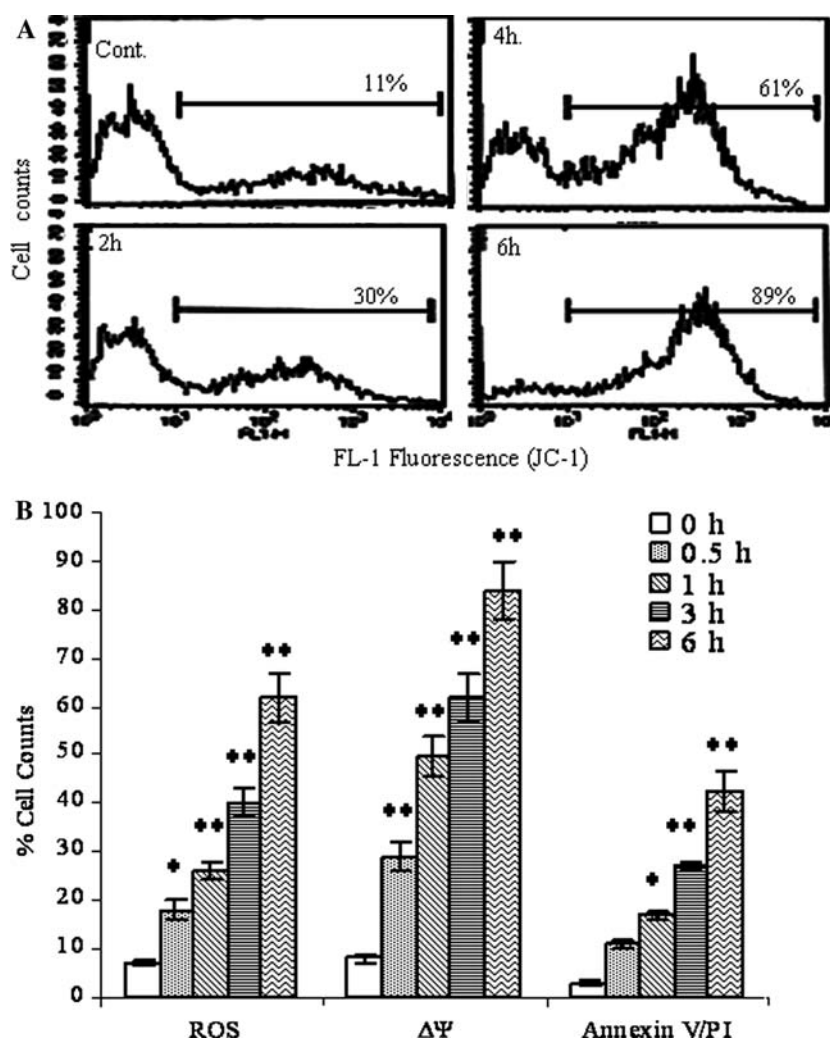 A
Cont.
11%
4h.
61%
2h
30%
6h
89%
Cell counts
FL-1 Fluorescence (JC-1)
B
100
90
80
70
60
50
40
30
20
10
0
% Cell Counts
0 h
0.5 h
1 h
3 h
6 h
ROS
ΔΨ
Annexin V/PI